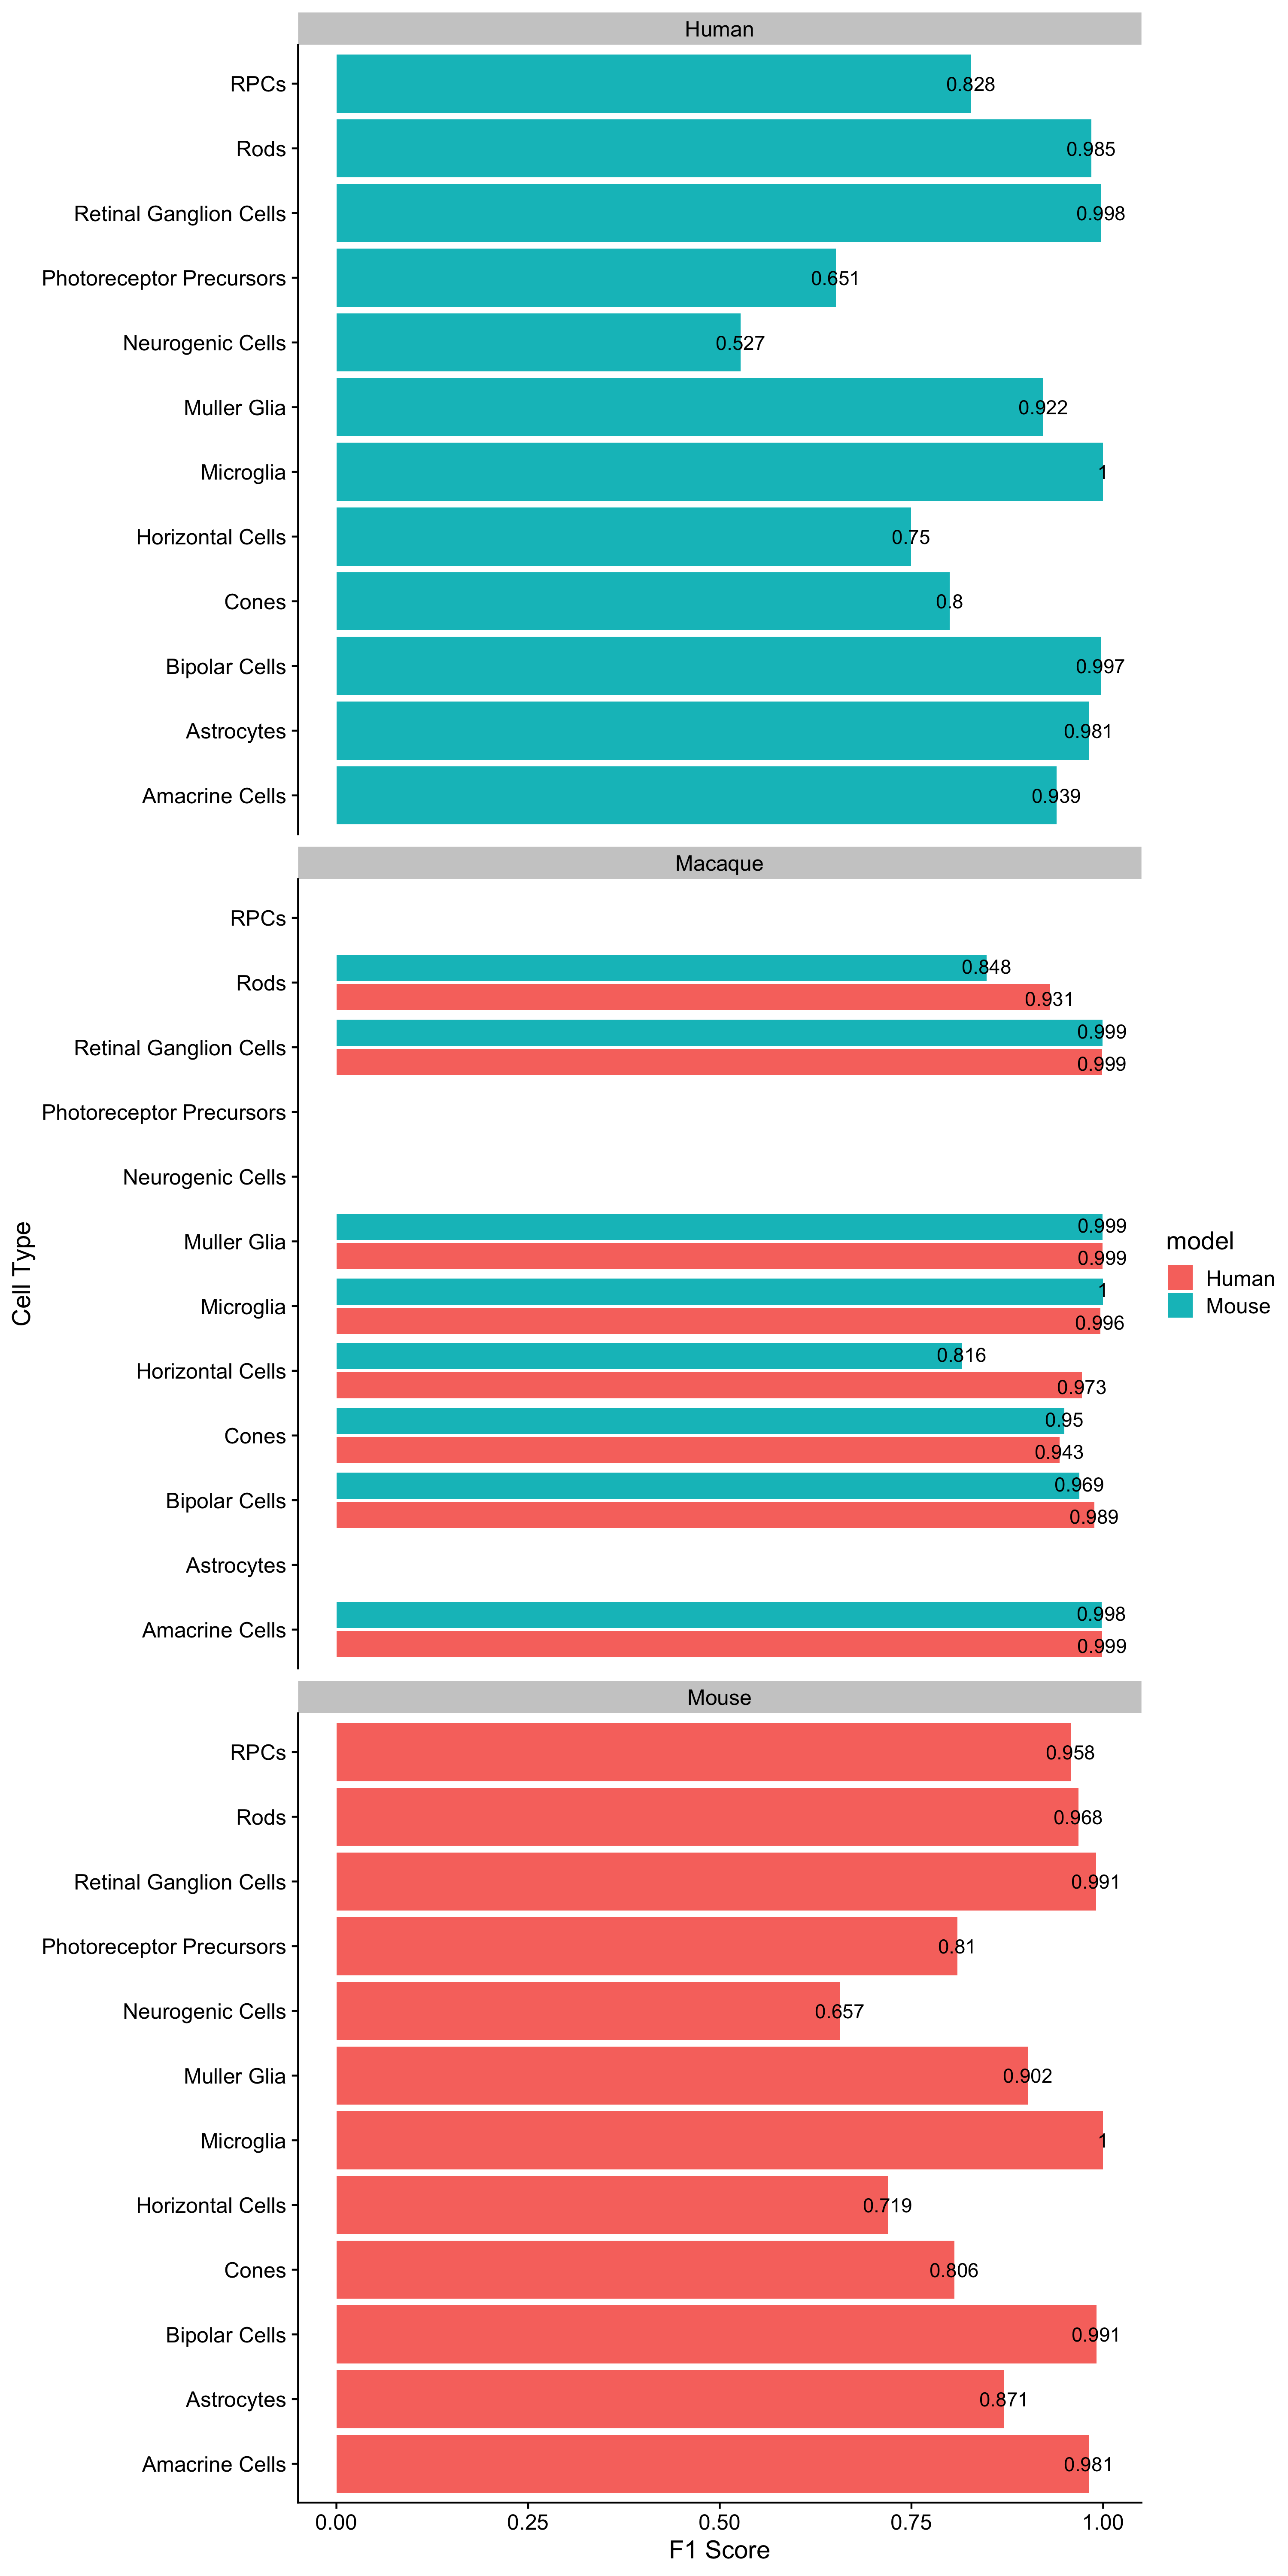 Human
RPCs
0.828
Rods
0.985
Retinal Ganglion Cells
0.998
Photoreceptor Precursors
0.651
Neurogenic Cells
0.527
Muller Glia
0.922
Microglia
1
Horizontal Cells
0.75
Cones
0.8
Bipolar Cells
0.997
Astrocytes
0.981
Amacrine Cells
0.939
Macaque
RPCs
Rods
0.848
0.931
Retinal Ganglion Cells
0.999
0.999
Photoreceptor Precursors
Neurogenic Cells
Muller Glia
0.999
0.999
Microglia
1
0.996
Horizontal Cells
0.816
0.973
Cones
0.95
0.943
Bipolar Cells
0.969
0.989
Astrocytes
Amacrine Cells
0.998
0.999
Mouse
RPCs
0.958
Rods
0.968
Retinal Ganglion Cells
0.991
Photoreceptor Precursors
0.81
Neurogenic Cells
0.657
Muller Glia
0.902
Microglia
1
Horizontal Cells
0.719
Cones
0.806
Bipolar Cells
0.991
Astrocytes
0.871
Amacrine Cells
0.981
0.00 0.25 0.50 0.75 1.00
F1 Score
Cell Type
model
Human
Mouse